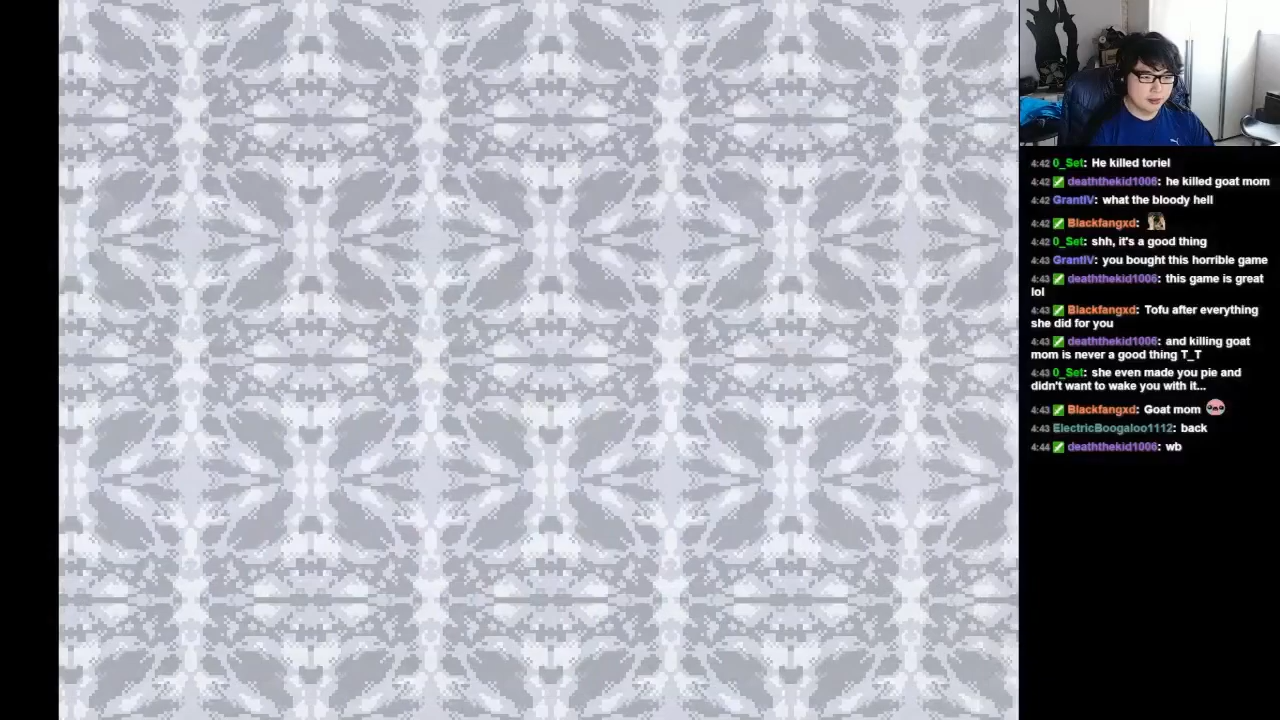 4:42 0_Set: He killed toriel
4:42 deaththekid1006: he killed goat mom
4:42 GrantIV: what the bloody hell
4:42 Blackfangxd:
4:42 0_Set: shh, it's a good thing
4:43 GrantIV: you bought this horrible game
4:43 deaththekid1006: this game is great
lol
4:43 Blackfangxd: Tofu after everything
she did for you
4:43 deaththekid1006: and killing goat
mom is never a good thing T_T
4:43 0_Set: she even made you pie and
didn't want to wake you with it...
4:43 Blackfangxd: Goat mom
4:43 ElectricBoogaloo1112: back
4:44 deaththekid1006: wb